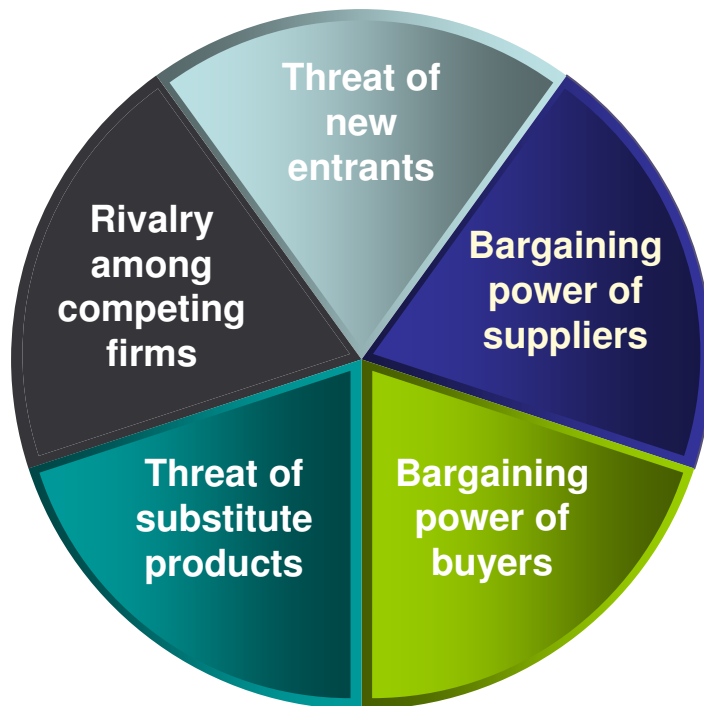 Threat of
new
entrants
Bargaining
power of
suppliers
Bargaining
power of
buyers
Threat of
substitute
products
Rivalry
among
competing
firms